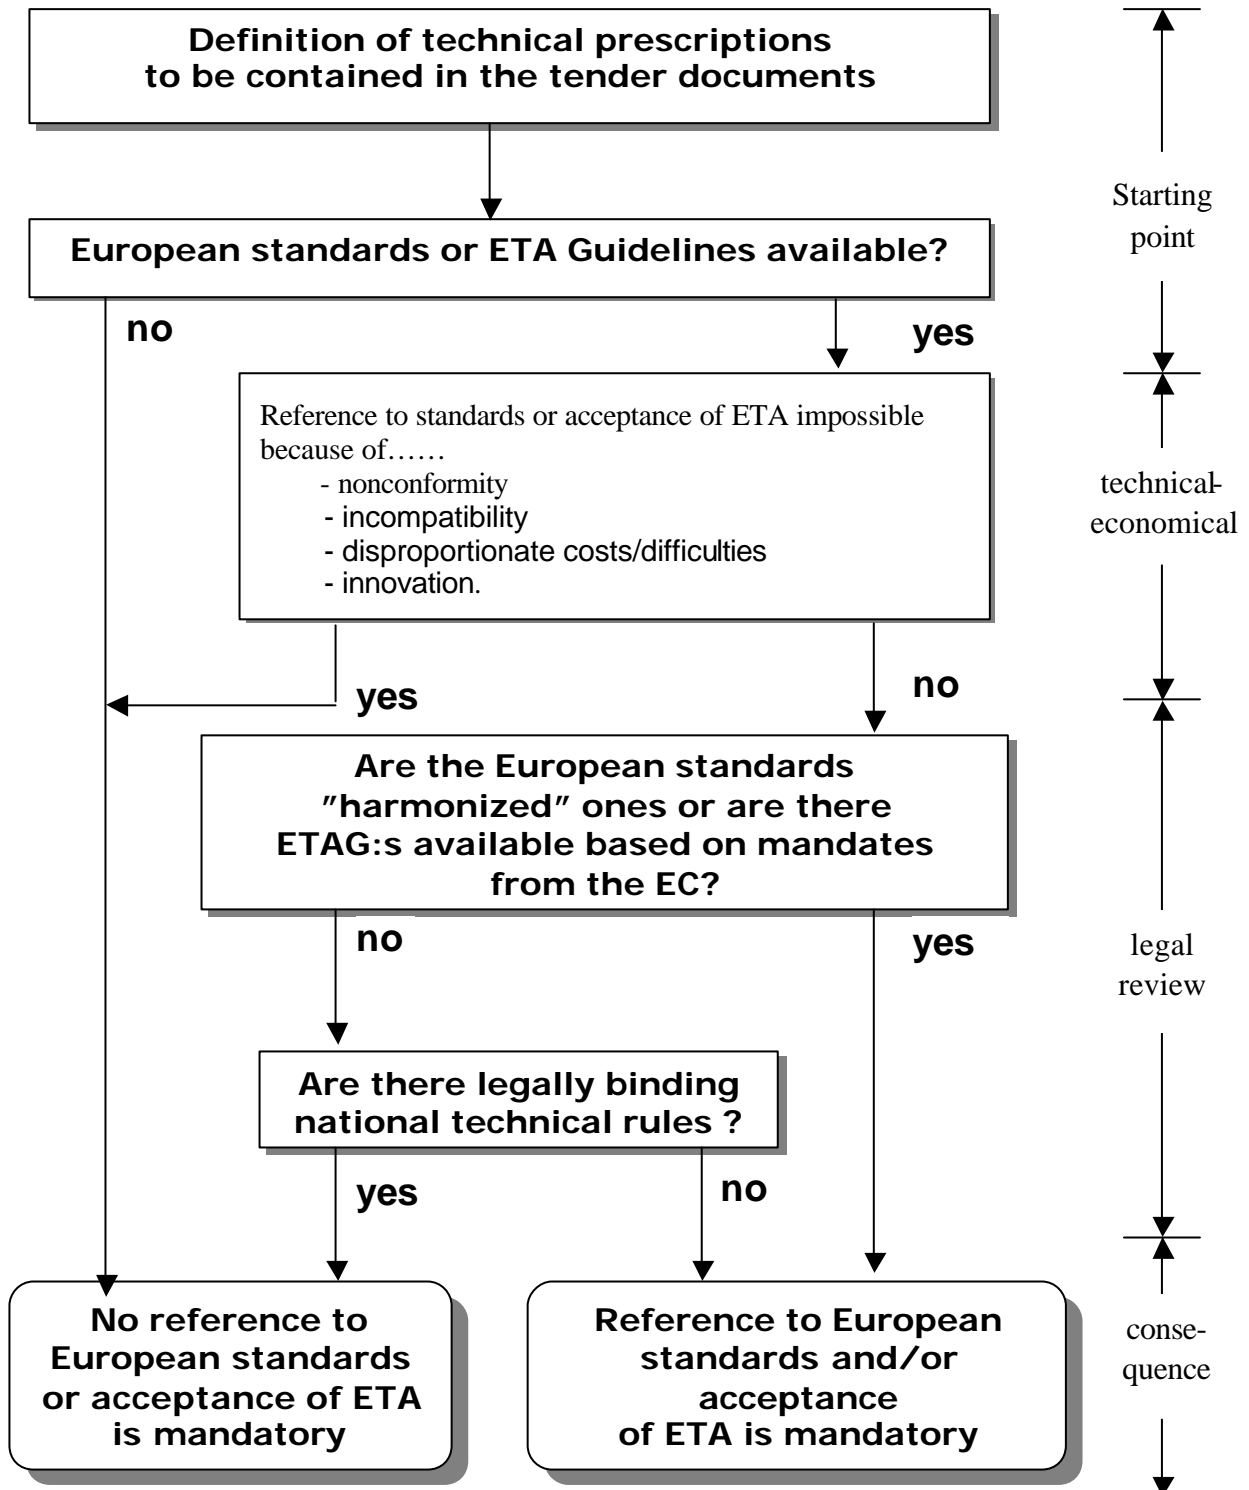 Definition of technical prescriptions
to be contained in the tender documents
Starting
point
European standards or ETA Guidelines available?
no
yes
Reference to standards or acceptance of ETA impossible
because of……
- nonconformity
- incompatibility
- disproportionate costs/difficulties
- innovation.
technical-
economical
yes
no
Are the European standards
"harmonized" ones or are there
ETAG:s available based on mandates
from the EC?
no
yes
legal
review
Are there legally binding
national technical rules ?
yes
no
No reference to
European standards
or acceptance of ETA
is mandatory
Reference to European
standards and/or
acceptance
of ETA is mandatory
conse-
quence